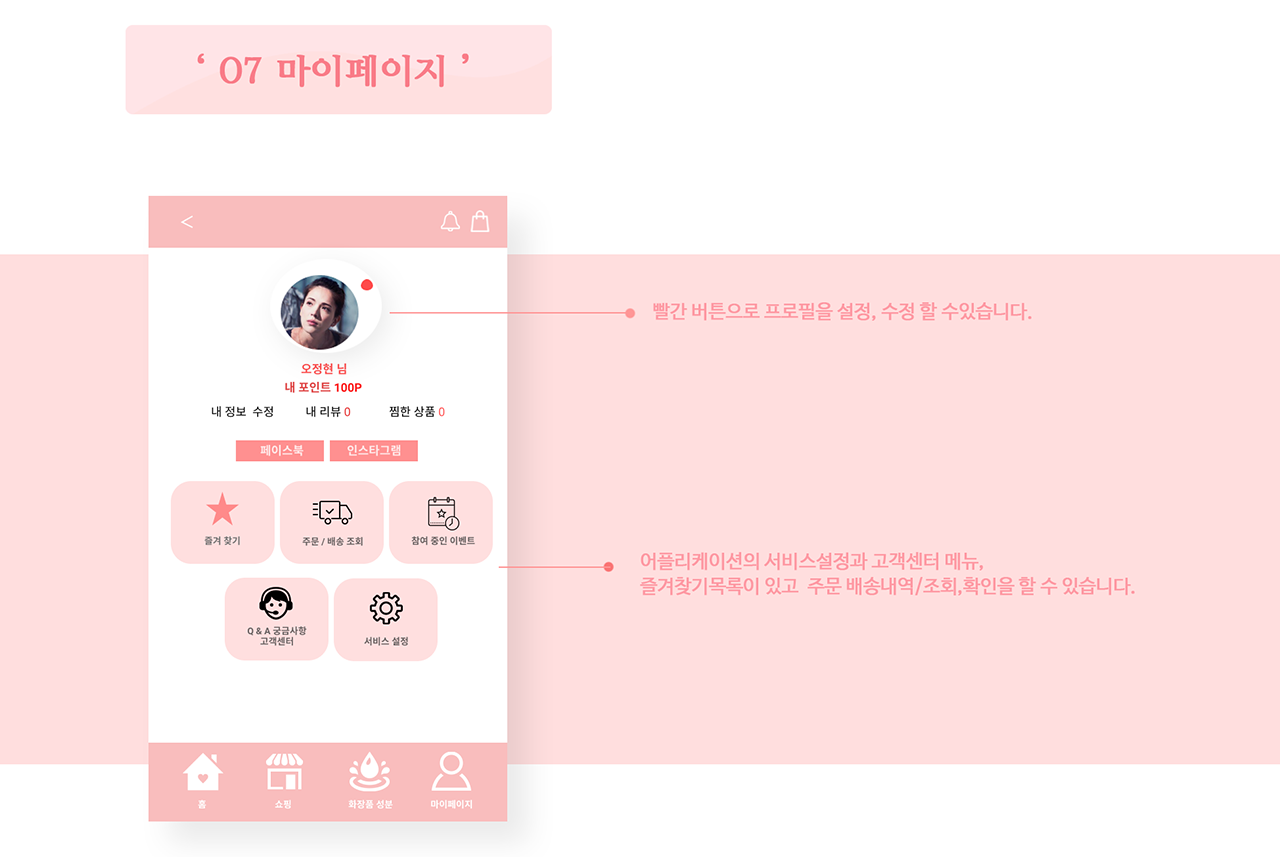 ‘ 07 마이페이지 ’
<
빨간 버튼으로 프로필을 설정, 수정 할 수있습니다.
오정현 님
내 포인트 100P
내 정보 수정 내 리뷰 0 찜한 상품 0
페이스북 인스타그램
즐겨 찾기 주문 / 배송 조회 참여 중인 이벤트
어플리케이션의 서비스설정과 고객센터 메뉴,
즐겨찾기목록이 있고 주문 배송내역/조회,확인을 할 수 있습니다.
Q & A 궁금사항
고객센터
서비스 설정
홈 쇼핑 화장품 성분 마이페이지